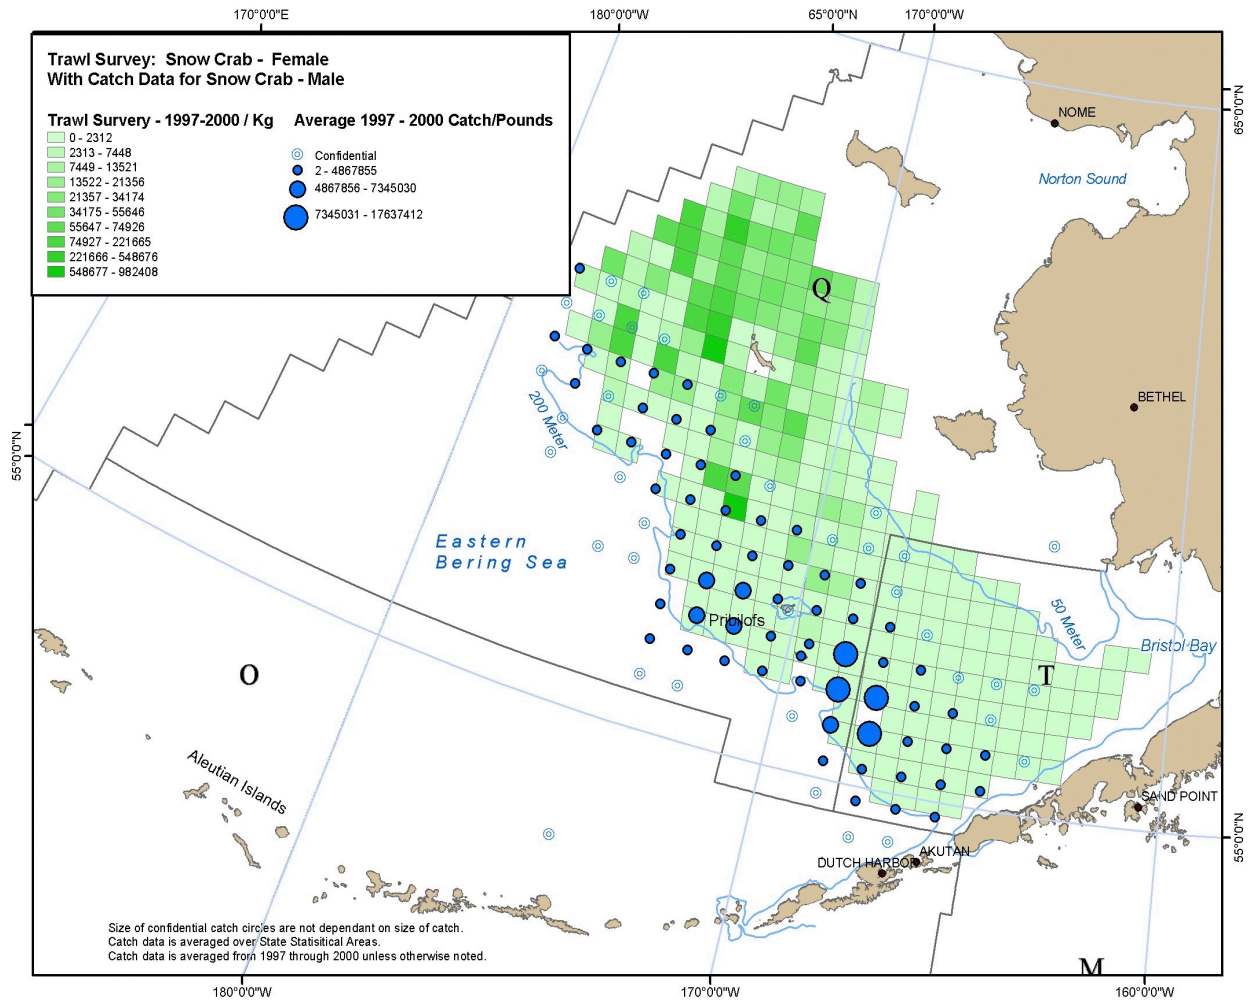 170°0'0"E
180°0'0"W
65°0'0"N
170°0'0"W
Trawl Survey: Snow Crab - Female
With Catch Data for Snow Crab - Male
Trawl Survery - 1997-2000 / Kg
0 - 2312
2313 - 7448
7449 - 13521
13522 - 21356
21357 - 34174
34175 - 55646
55647 - 74926
74927 - 221665
221666 - 548676
548677 - 982408
Average 1997 - 2000 Catch/Pounds
Confidential
2 - 4867855
4867856 - 7345030
7345031 - 17637412
NOME
65°0'0"N
Norton Sound
Q
BETHEL
200 Meter
55°0'0"N
Eastern
Bering Sea
Pribilofs
50 Meter
Bristol Bay
O
T
Aleutian Islands
SAND POINT
55°0'0"N
AKUTAN
DUTCH HARBOR
Size of confidential catch circles are not dependant on size of catch.
Catch data is averaged over State Statisitical Areas.
Catch data is averaged from 1997 through 2000 unless otherwise noted.
M
180°0'0"W
170°0'0"W
160°0'0"W